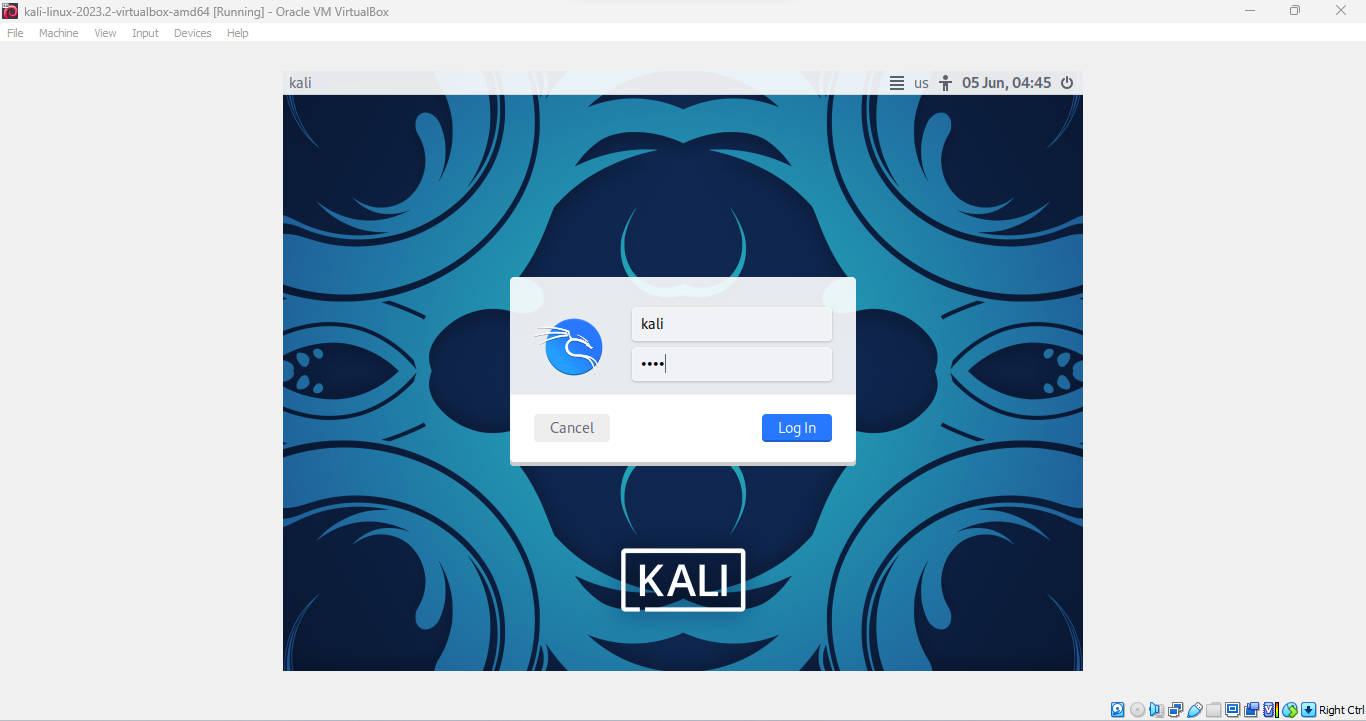 kali-linux-2023.2-virtualbox-amd64 [Running] - Oracle VM VirtualBox
File Machine View Input Devices Help
kali us 05 Jun, 04:45
kali
••••
Cancel Log In
KALI
Right Ctrl